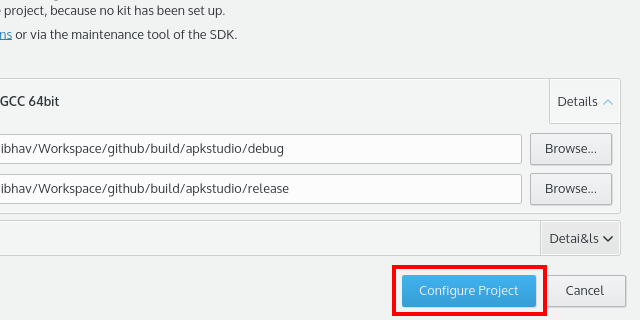 project, because no kit has been set up.
ns or via the maintenance tool of the SDK.
GCC 64bit
Details
ibhav/Workspace/github/build/apkstudio/debug
Browse...
ibhav/Workspace/github/build/apkstudio/release
Browse...
Detai&ls
Configure Project
Cancel